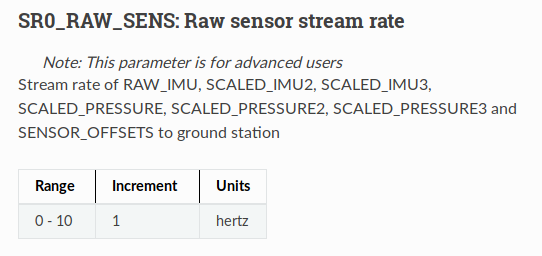 SR0_RAW_SENS: Raw sensor stream rate
Note: This parameter is for advanced users
Stream rate of RAW_IMU, SCALED_IMU2, SCALED_IMU3,
SCALED_PRESSURE, SCALED_PRESSURE2, SCALED_PRESSURE3 and
SENSOR_OFFSETS to ground station
Range Increment Units
0 - 10 1 hertz